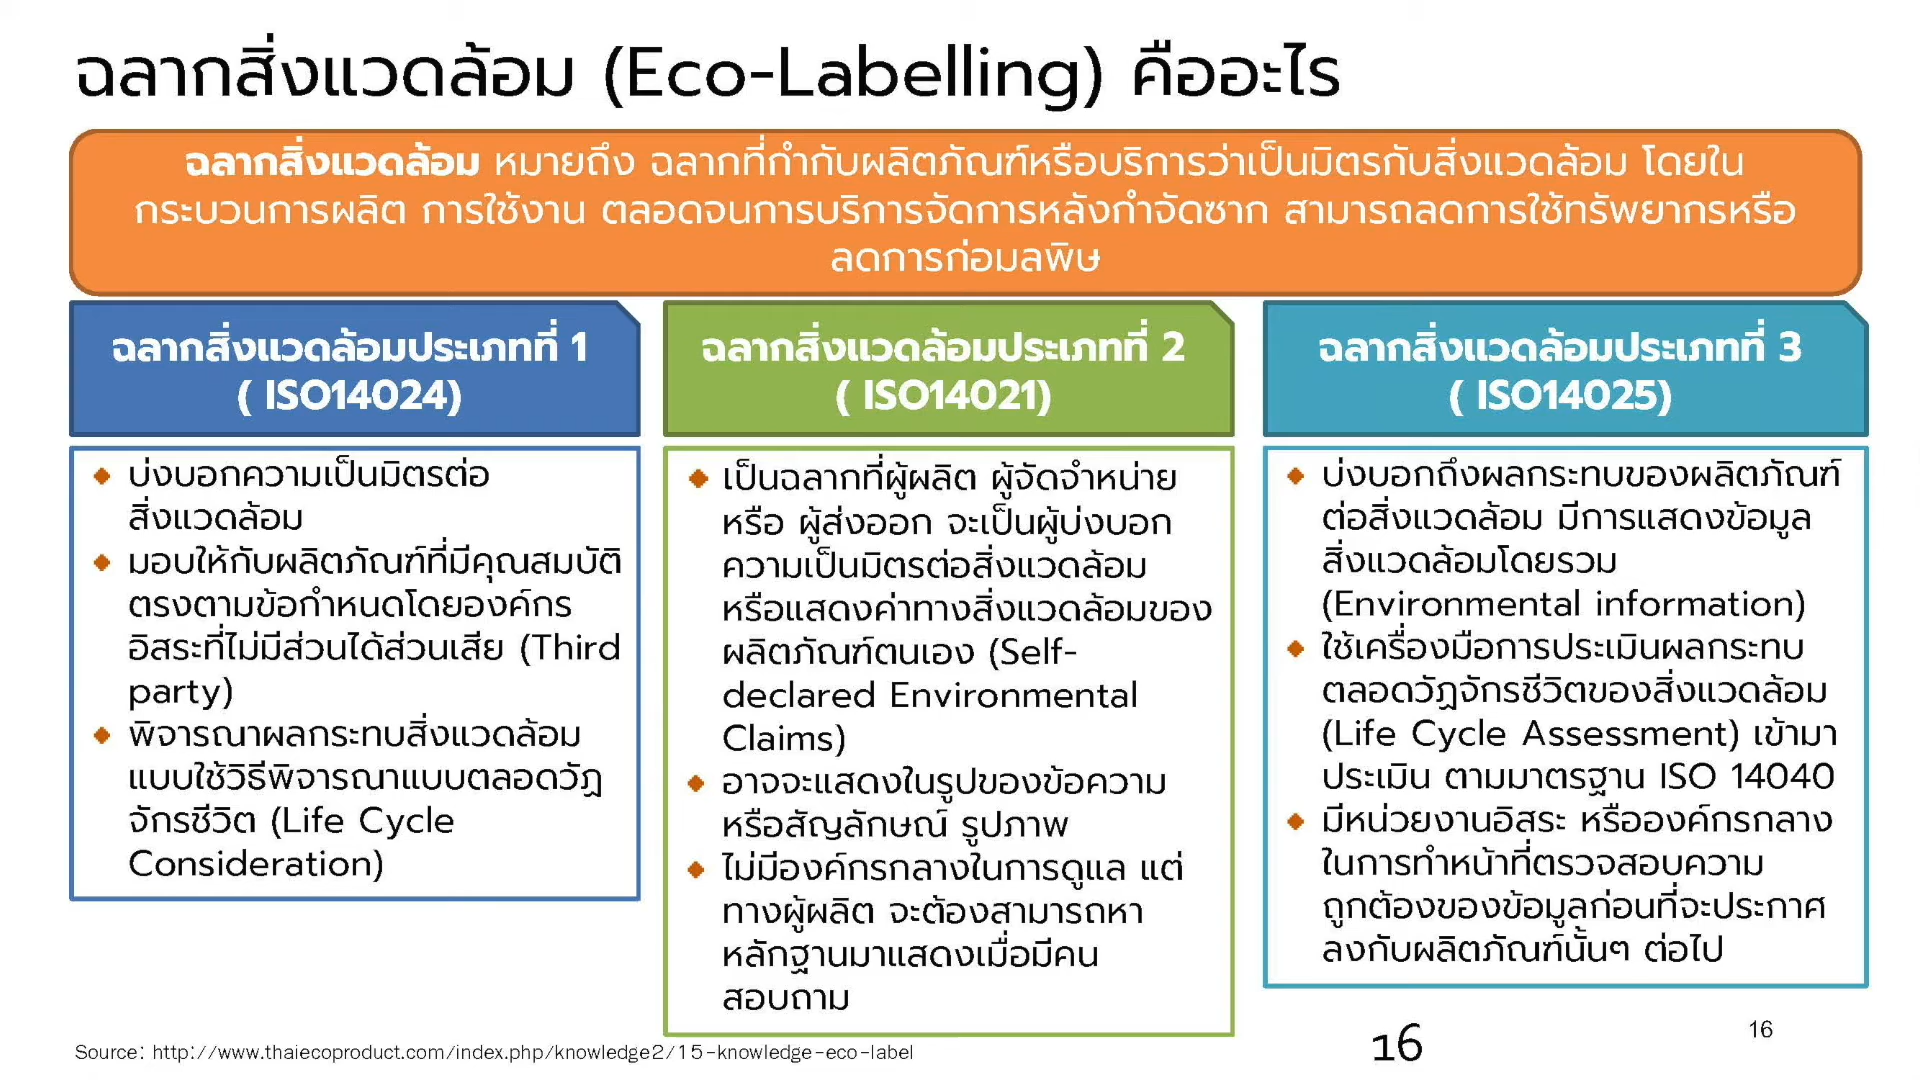 ฉลากสิ่งแวดล้อม (Eco-Labelling) คืออะไร
ฉลากสิ่งแวดล้อม หมายถึง ฉลากที่กำกับผลิตภัณฑ์หรือบริการว่าเป็นมิตรกับสิ่งแวดล้อม โดยใน
กระบวนการผลิต การใช้งาน ตลอดจนการบริการจัดการหลังกำจัดซาก สามารถลดการใช้ทรัพยากรหรือ
ลดการก่อมลพิษ
ฉลากสิ่งแวดล้อมประเภทที่ 1
( ISO14024)
บ่งบอกความเป็นมิตรต่อ
สิ่งแวดล้อม
มอบให้กับผลิตภัณฑ์ที่มีคุณสมบัติ
ตรงตามข้อกำหนดโดยองค์กร
อิสระที่ไม่มีส่วนได้ส่วนเสีย (Third
party)
พิจารณาผลกระทบสิ่งแวดล้อม
แบบใช้วิธีพิจารณาแบบตลอดวัฏ
จักรชีวิต (Life Cycle
Consideration)
ฉลากสิ่งแวดล้อมประเภทที่ 2
( ISO14021)
เป็นฉลากที่ผู้ผลิต ผู้จัดจำหน่าย
หรือ ผู้ส่งออก จะเป็นผู้บ่งบอก
ความเป็นมิตรต่อสิ่งแวดล้อม
หรือแสดงค่าทางสิ่งแวดล้อมของ
ผลิตภัณฑ์ตนเอง (Self-
declared Environmental
Claims)
อาจจะแสดงในรูปของข้อความ
หรือสัญลักษณ์ รูปภาพ
ไม่มีองค์กรกลางในการดูแล แต่
ทางผู้ผลิต จะต้องสามารถหา
หลักฐานมาแสดงเมื่อมีคน
สอบถาม
ฉลากสิ่งแวดล้อมประเภทที่ 3
( ISO14025)
บ่งบอกถึงผลกระทบของผลิตภัณฑ์
ต่อสิ่งแวดล้อม มีการแสดงข้อมูล
สิ่งแวดล้อมโดยรวม
(Environmental information)
ใช้เครื่องมือการประเมินผลกระทบ
ตลอดวัฏจักรชีวิตของสิ่งแวดล้อม
(Life Cycle Assessment) เข้ามา
ประเมิน ตามมาตรฐาน ISO 14040
มีหน่วยงานอิสระ หรือองค์กรกลาง
ในการทำหน้าที่ตรวจสอบความ
ถูกต้องของข้อมูลก่อนที่จะประกาศ
ลงกับผลิตภัณฑ์นั้นๆ ต่อไป
Source: http://www.thaiecoproduct.com/index.php/knowledge2/15-knowledge-eco-label
16
16